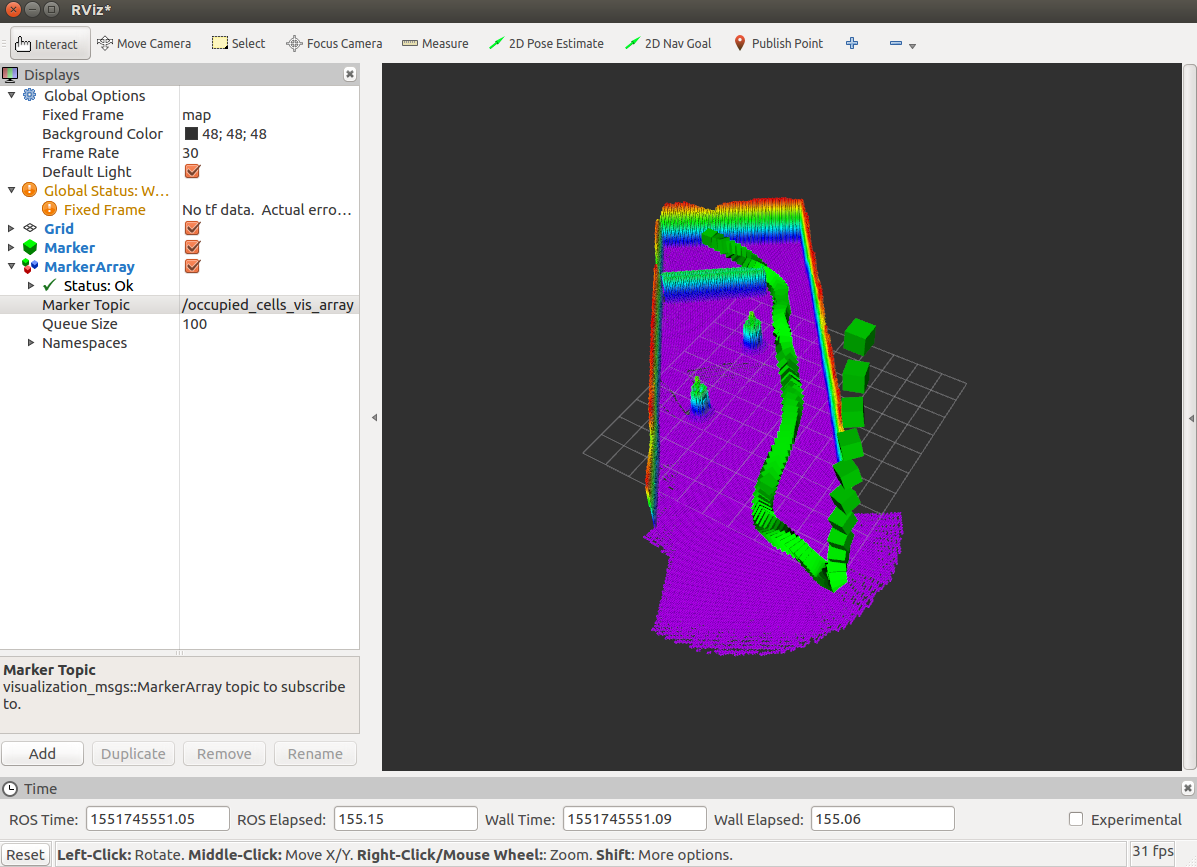 RViz*
Interact Move Camera Select Focus Camera Measure 2D Pose Estimate 2D Nav Goal Publish Point
Displays
Global Options
Fixed Frame map
Background Color 48; 48; 48
Frame Rate 30
Default Light
Global Status: W...
Fixed Frame No tf data. Actual erro...
Grid
Marker
MarkerArray
Status: Ok
Marker Topic /occupied_cells_vis_array
Queue Size 100
Namespaces
Marker Topic
visualization_msgs::MarkerArray topic to subscribe
to.
Add Duplicate Remove Rename
Time
ROS Time: 1551745551.05 ROS Elapsed: 155.15 Wall Time: 1551745551.09 Wall Elapsed: 155.06 Experimental
Reset Left-Click: Rotate. Middle-Click: Move X/Y. Right-Click/Mouse Wheel:: Zoom. Shift: More options. 31 fps